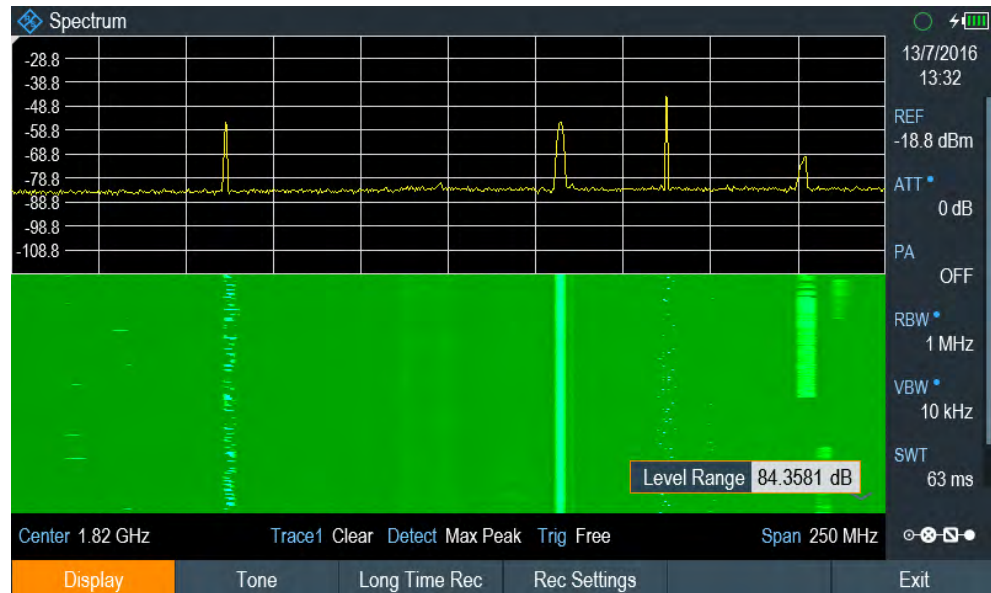 Spectrum
13/7/2016
13:32
-28.8
-38.8
-48.8
-58.8
-68.8
-78.8
-88.8
-98.8
-108.8
REF
-18.8 dBm
ATT
0 dB
PA
OFF
RBW
1 MHz
VBW
10 kHz
SWT
63 ms
Level Range 84.3581 dB
Center 1.82 GHz Trace1 Clear Detect Max Peak Trig Free Span 250 MHz
Display Tone Long Time Rec Rec Settings Exit